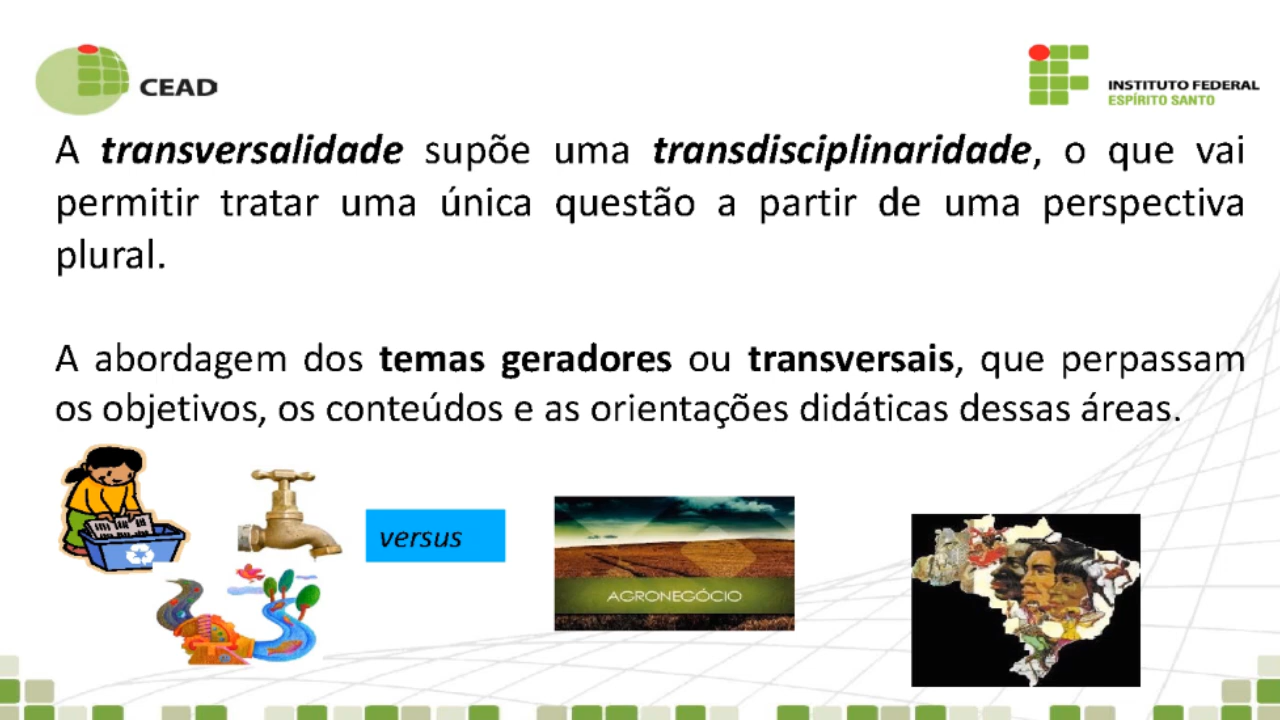 CEAD
INSTITUTO FEDERAL
ESPÍRITO SANTO
A transversalidade supõe uma transdisciplinaridade, o que vai
permitir tratar uma única questão a partir de uma perspectiva
plural.
A abordagem dos temas geradores ou transversais, que perpassam
os objetivos, os conteúdos e as orientações didáticas dessas áreas.
versus
AGRONEGÓCIO